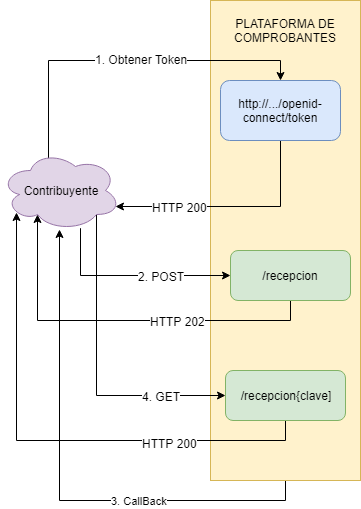 PLATAFORMA DE
COMPROBANTES
1. Obtener Token
http://.../openid-
connect/token
Contribuyente
HTTP 200
2. POST
/recepcion
HTTP 202
4. GET
/recepcion{clave]
HTTP 200
3. CallBack